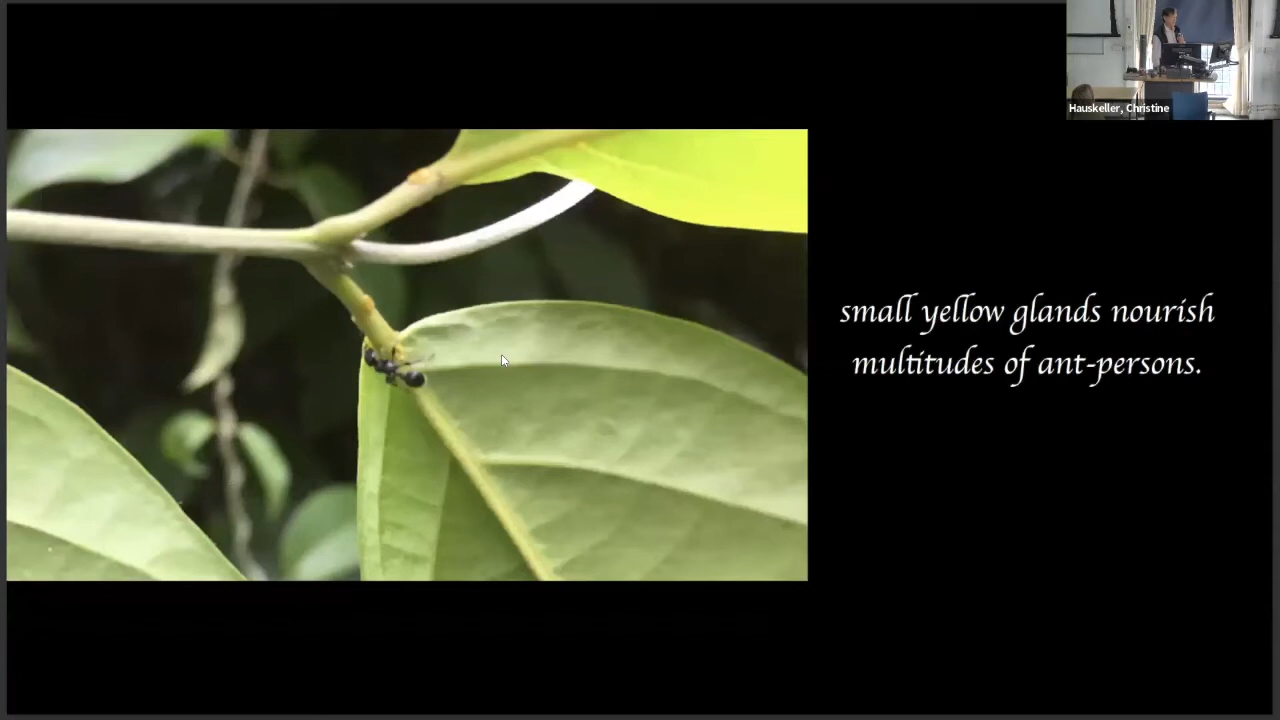 Hauskeller, Christine
small yellow glands nourish
multitudes of ant-persons.